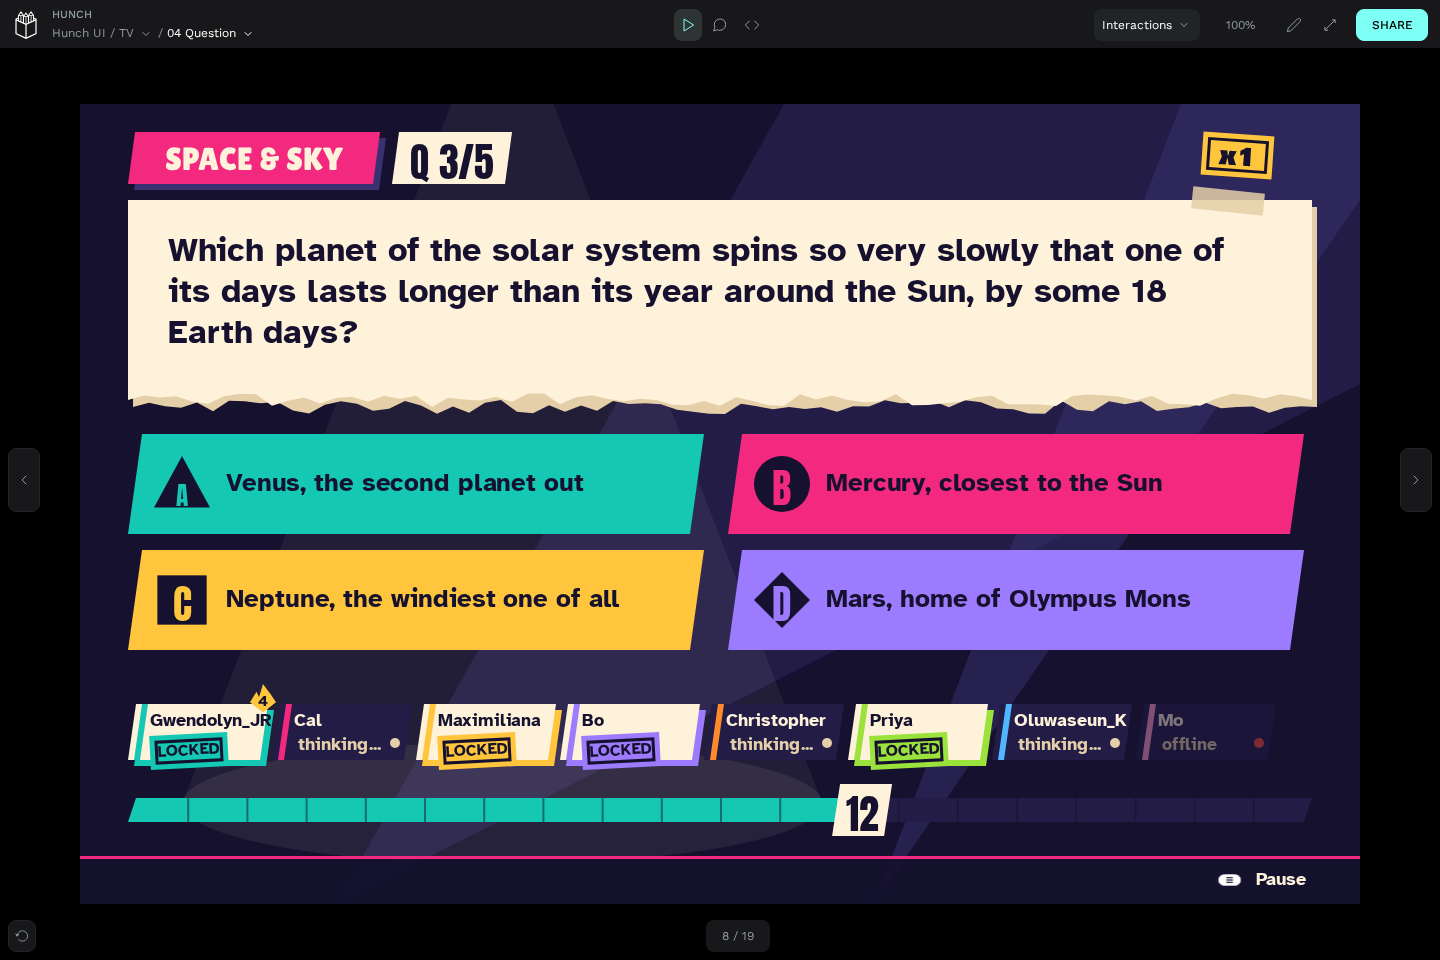 HUNCH
Hunch UI / TV / 04 Question
Interactions
100%
SHARE
SPACE & SKY
Q 3/5
x1
Which planet of the solar system spins so very slowly that one of
its days lasts longer than its year around the Sun, by some 18
Earth days?
A
Venus, the second planet out
B
Mercury, closest to the Sun
C
Neptune, the windiest one of all
D
Mars, home of Olympus Mons
4
Gwendolyn_JR
LOCKED
Cal
thinking...
Maximiliana
LOCKED
Bo
LOCKED
Christopher
thinking...
Priya
LOCKED
Oluwaseun_K
thinking...
Mo
offline
12
Pause
8 / 19